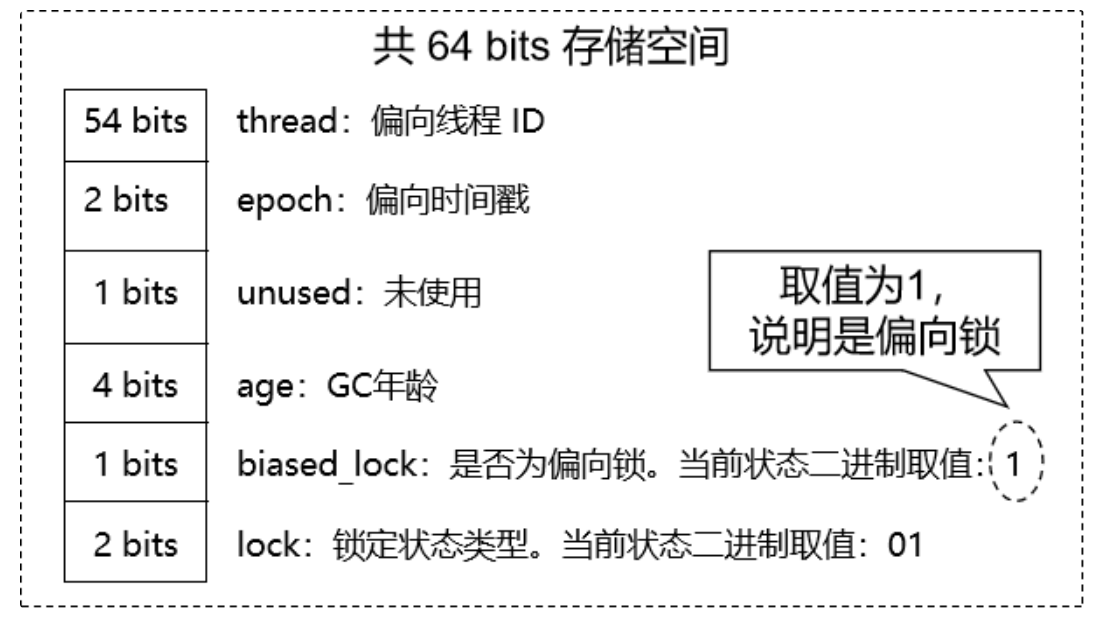 共 64 bits 存储空间
54 bits thread：偏向线程 ID
2 bits epoch：偏向时间戳
1 bits unused：未使用
取值为1，
说明是偏向锁
4 bits age：GC年龄
1 bits biased_lock：是否为偏向锁。当前状态二进制取值：1
2 bits lock：锁定状态类型。当前状态二进制取值：01